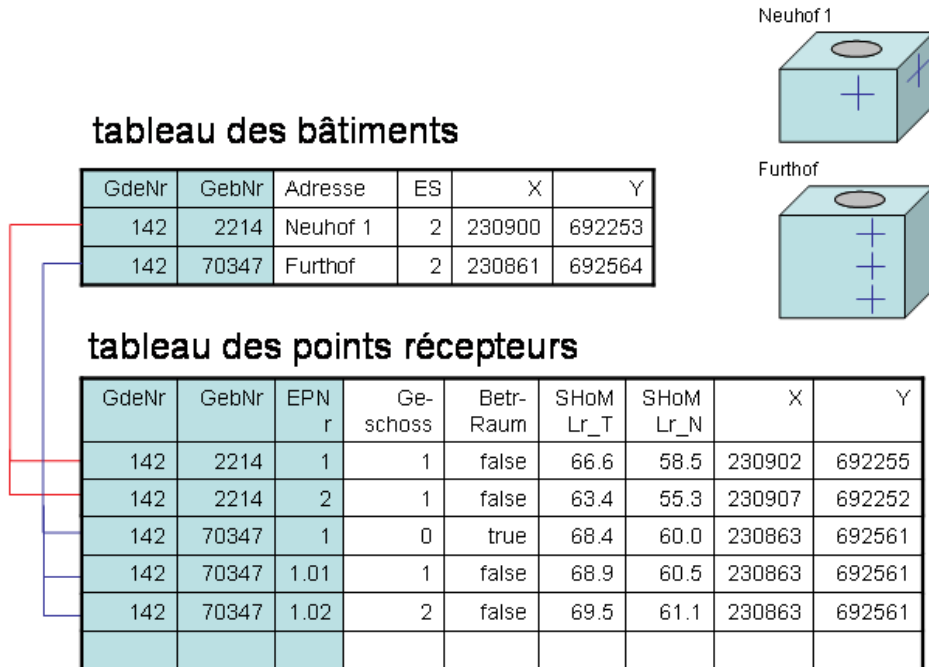 Neuhof 1
tableau des bâtiments
Furthof
GdeNr GebNr Adresse ES X Y
142 2214 Neuhof 1 2 230900 692253
142 70347 Furthof 2 230861 692564
tableau des points récepteurs
GdeNr GebNr EPN Ge- Betr- SHoM SHoM X Y
r schoss Raum Lr_T Lr_N
142 2214 1 1 false 66.6 58.5 230902 692255
142 2214 2 1 false 63.4 55.3 230907 692252
142 70347 1 0 true 68.4 60.0 230863 692561
142 70347 1.01 1 false 68.9 60.5 230863 692561
142 70347 1.02 2 false 69.5 61.1 230863 692561